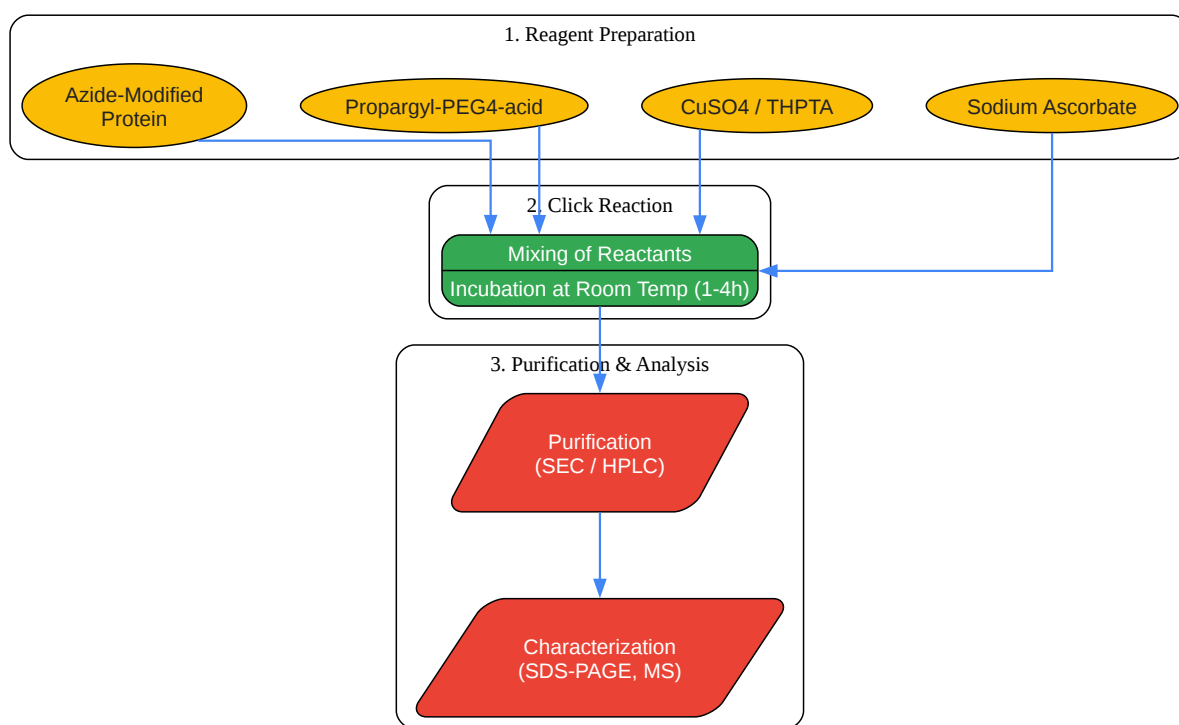 1. Reagent Preparation
Azide-Modified
Protein
Propargyl-PEG4-acid
CuSO4 / THPTA
Sodium Ascorbate
2. Click Reaction
Mixing of Reactants
Incubation at Room Temp (1-4h)
3. Purification & Analysis
Purification
(SEC / HPLC)
Characterization
(SDS-PAGE, MS)